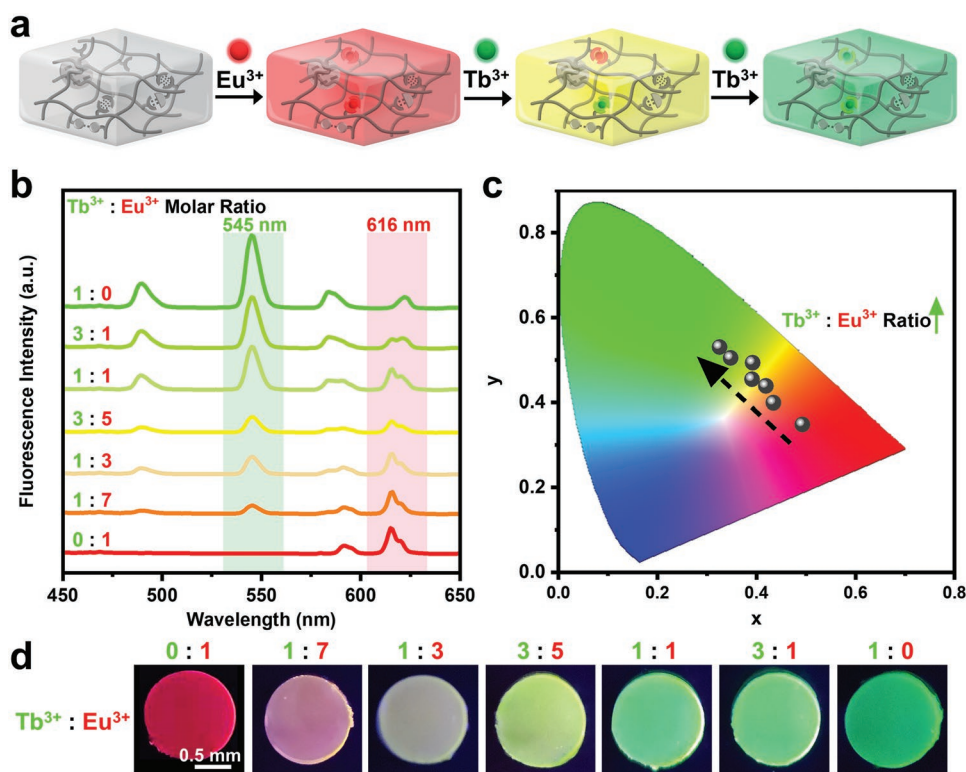 a
Eu³⁺
Tb³⁺
Tb³⁺
b
Tb³⁺ : Eu³⁺ Molar Ratio
545 nm
616 nm
1 : 0
3 : 1
1 : 1
3 : 5
1 : 3
1 : 7
0 : 1
Fluorescence Intensity (a.u.)
450
500
550
600
650
Wavelength (nm)
c
0.8
0.6
0.4
0.2
0.0
y
Tb³⁺ : Eu³⁺ Ratio
0.0
0.2
0.4
0.6
0.8
x
d
0 : 1
1 : 7
1 : 3
3 : 5
1 : 1
3 : 1
1 : 0
Tb³⁺ : Eu³⁺
0.5 mm